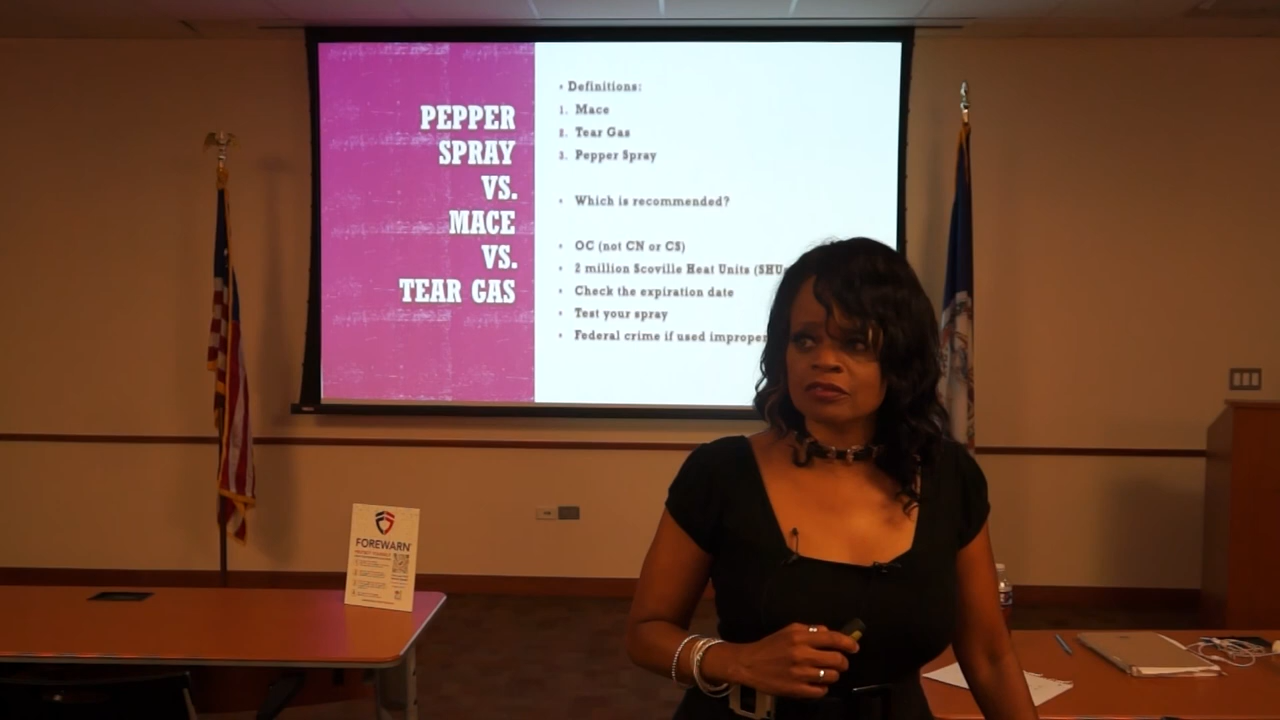 PEPPER
SPRAY
VS.
MACE
VS.
TEAR GAS
• Definitions:
1. Mace
2. Tear Gas
3. Pepper Spray
• Which is recommended?
• OC (not CN or CS)
• 2 million Scoville Heat Units (SHU
• Check the expiration date
• Test your spray
• Federal crime if used improper
FOREWARN